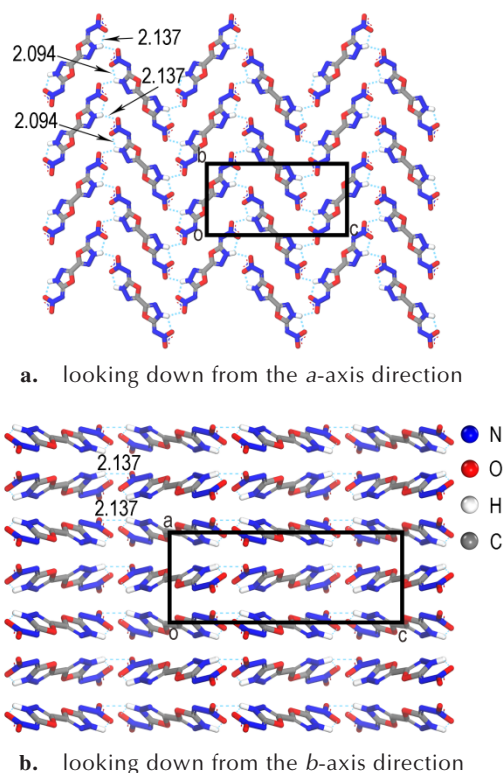 2.137
2.094
2.137
2.094
b
o
c
a. looking down from the a-axis direction
N
O
H
C
2.137
2.137
a
o
c
b. looking down from the b-axis direction